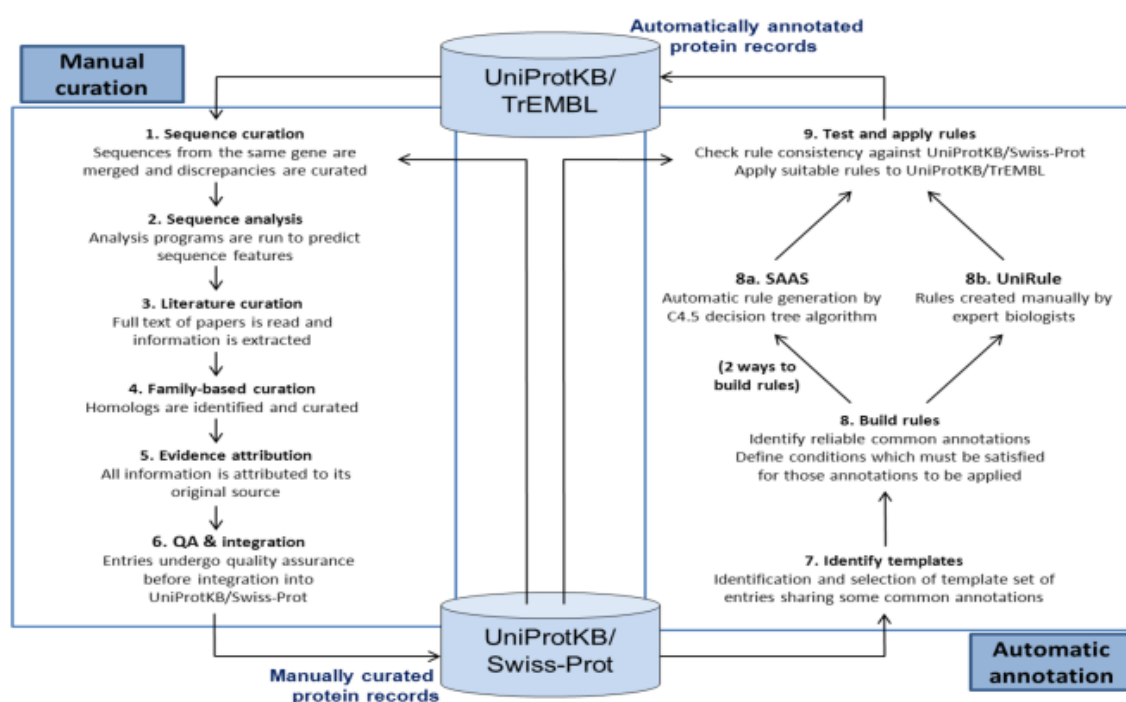 Automatically annotated
protein records
Manual
curation
UniProtKB/
TrEMBL
1. Sequence curation
Sequences from the same gene are
merged and discrepancies are curated
2. Sequence analysis
Analysis programs are run to predict
sequence features
3. Literature curation
Full text of papers is read and
information is extracted
4. Family-based curation
Homologs are identified and curated
5. Evidence attribution
All information is attributed to its
original source
6. QA & integration
Entries undergo quality assurance
before integration into
UniProtKB/Swiss-Prot
9. Test and apply rules
Check rule consistency against UniProtKB/Swiss-Prot
Apply suitable rules to UniProtKB/TrEMBL
8a. SAAS
Automatic rule generation by
C4.5 decision tree algorithm
8b. UniRule
Rules created manually by
expert biologists
(2 ways to
build rules)
8. Build rules
Identify reliable common annotations
Define conditions which must be satisfied
for those annotations to be applied
7. Identify templates
Identification and selection of template set of
entries sharing some common annotations
UniProtKB/
Swiss-Prot
Manually curated
protein records
Automatic
annotation